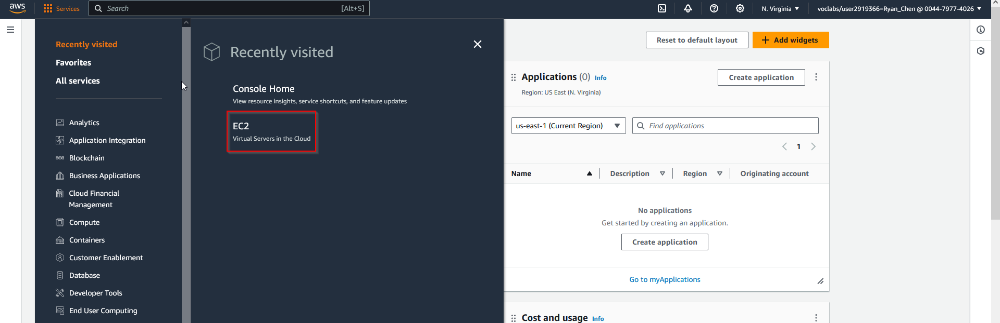 aws
Services
Search
[Alt+S]
N. Virginia
voclabs/user2919366=Ryan_Chen @ 0044-7977-4026
Recently visited
Favorites
All services
Analytics
Application Integration
Blockchain
Business Applications
Cloud Financial
Management
Compute
Containers
Customer Enablement
Database
Developer Tools
End User Computing
Recently visited
Console Home
View resource insights, service shortcuts, and feature updates
EC2
Virtual Servers in the Cloud
Reset to default layout
Add widgets
Applications (0) Info
Region: US East (N. Virginia)
Create application
us-east-1 (Current Region)
Find applications
1
Name
Description
Region
Originating account
No applications
Get started by creating an application.
Create application
Go to myApplications
Cost and usage Info